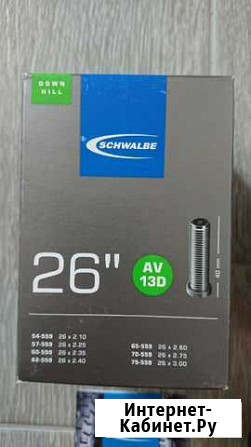 DOWN
HILL
SCHWALBE
26"
AV
13D
40 mm
54-559 26 x 2.10
57-559 26 x 2.25
60-559 26 x 2.35
62-559 26 x 2.40
65-559 26 x 2.60
70-559 26 x 2.75
75-559 26 x 3.00
Интернет-
Кабинет.Ру